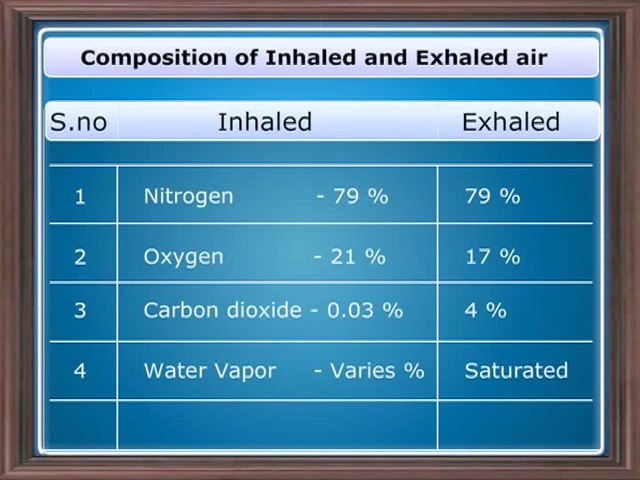 Composition of Inhaled and Exhaled air
S.no Inhaled Exhaled
1 Nitrogen - 79 % 79 %
2 Oxygen - 21 % 17 %
3 Carbon dioxide - 0.03 % 4 %
4 Water Vapor - Varies % Saturated